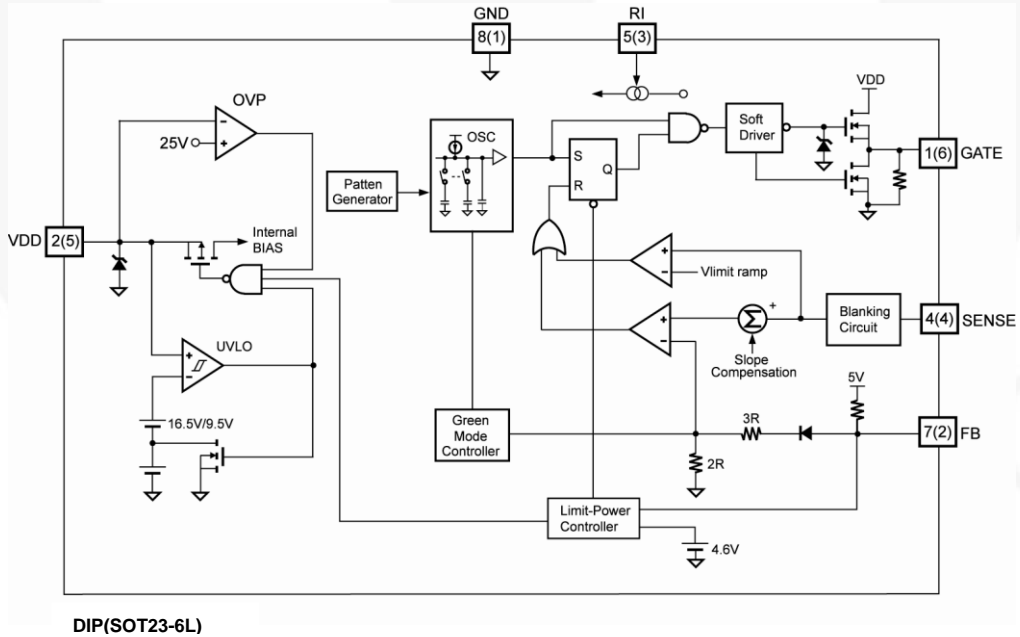 GND
8(1)
RI
5(3)
VDD
OVP
25V
OSC
Soft
Driver
1(6)
GATE
S
Q
R
Patten
Generator
VDD
2(5)
Internal
BIAS
Vlimit ramp
Blanking
Circuit
4(4)
SENSE
+
Σ
Slope
Compensation
UVLO
16.5V/9.5V
5V
Green
Mode
Controller
3R
7(2)
FB
2R
Limit-Power
Controller
4.6V
DIP(SOT23-6L)